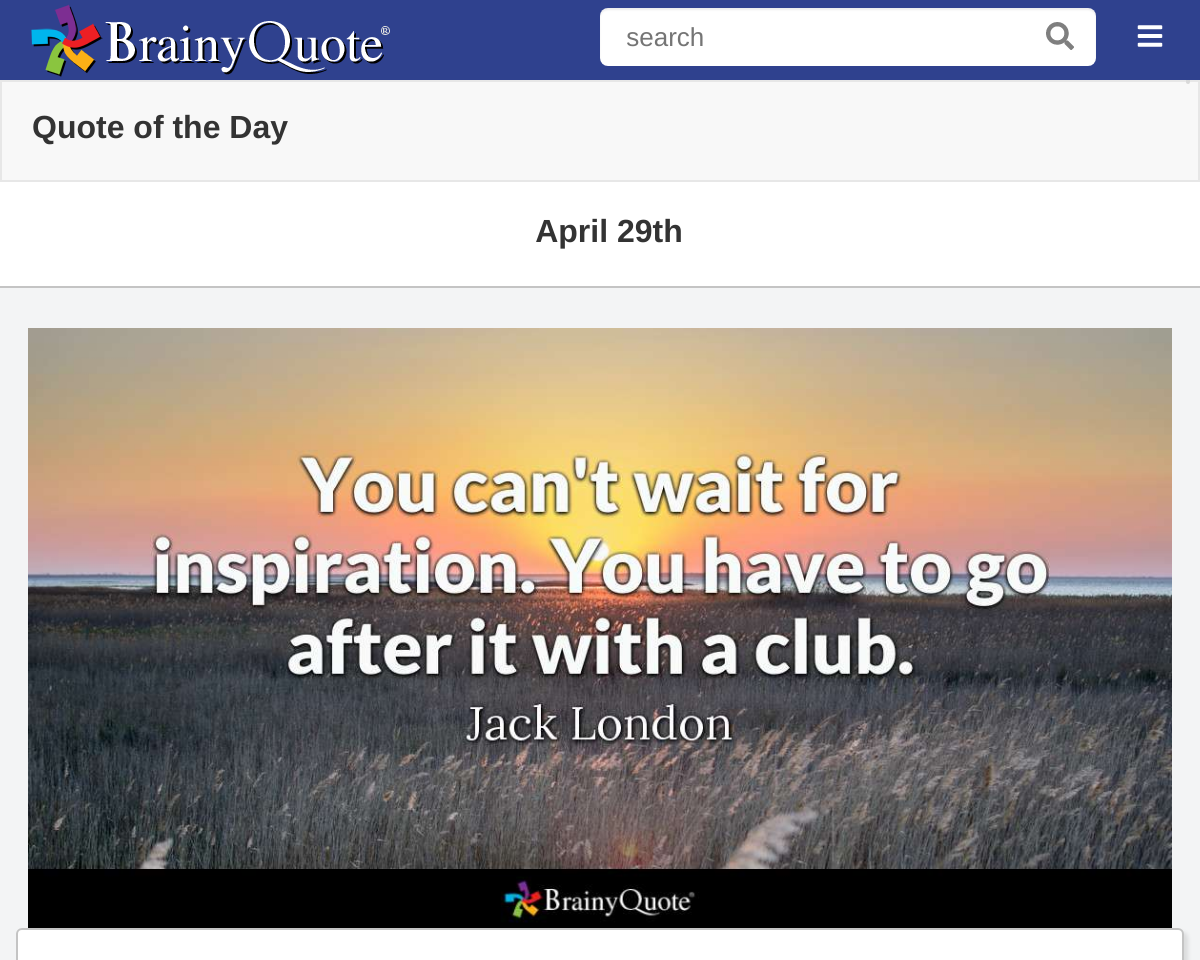 BrainyQuote®
search
Quote of the Day
April 29th
You can't wait for
inspiration. You have to go
after it with a club.
Jack London
BrainyQuote®